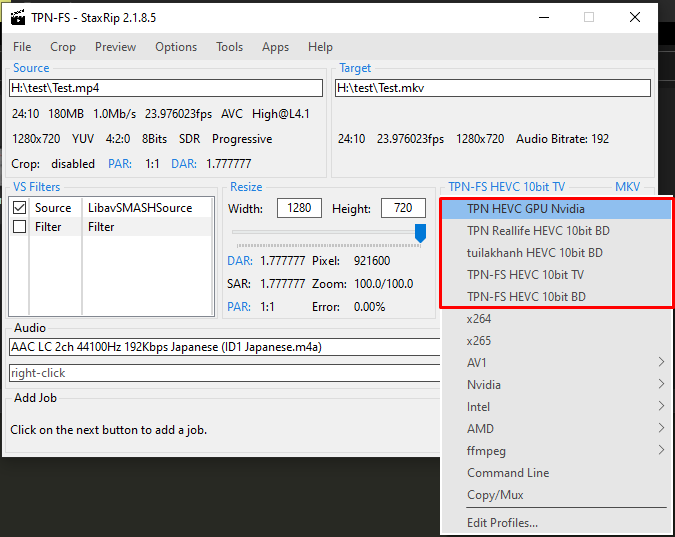 TPN-FS - StaxRip 2.1.8.5
File Crop Preview Options Tools Apps Help
Source
H:\test\Test.mp4
24:10 180MB 1.0Mb/s 23.976023fps AVC High@L4.1
1280x720 YUV 4:2:0 8Bits SDR Progressive
Crop: disabled PAR: 1:1 DAR: 1.777777
Target
H:\test\Test.mkv
24:10 23.976023fps 1280x720 Audio Bitrate: 192
VS Filters
Source LibavSMASHSource
Filter Filter
Resize
Width: 1280 Height: 720
DAR: 1.777777 Pixel: 921600
SAR: 1.777777 Zoom: 100.0/100.0
PAR: 1:1 Error: 0.00%
TPN-FS HEVC 10bit TV MKV
TPN HEVC GPU Nvidia
TPN Reallife HEVC 10bit BD
tuilakhanh HEVC 10bit BD
TPN-FS HEVC 10bit TV
TPN-FS HEVC 10bit BD
x264
x265
AV1
Nvidia
Intel
AMD
ffmpeg
Command Line
Copy/Mux
Edit Profiles...
Audio
AAC LC 2ch 44100Hz 192Kbps Japanese (ID1 Japanese.m4a)
right-click
Add Job
Click on the next button to add a job.